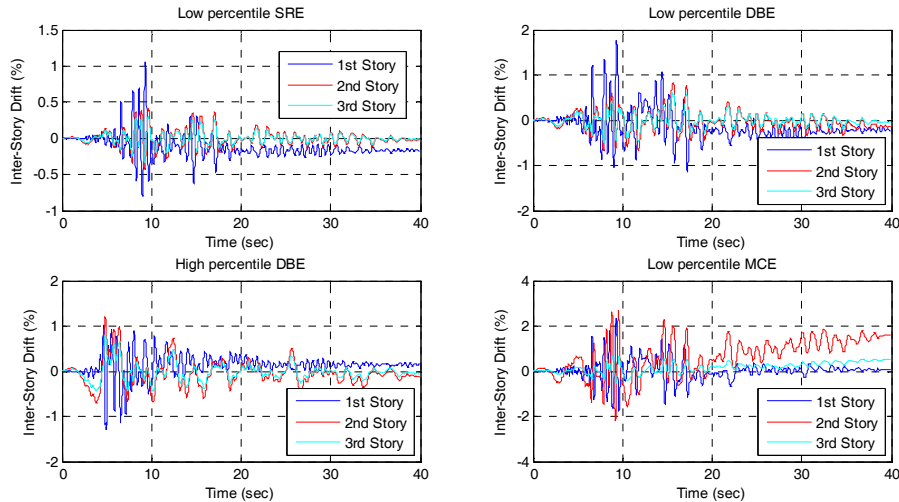 Low percentile SRE
Inter-Story Drift (%)
1.5
1
0.5
0
-0.5
-1
1st Story
2nd Story
3rd Story
0 10 20 30 40
Time (sec)
Low percentile DBE
Inter-Story Drift (%)
2
1
0
-1
-2
1st Story
2nd Story
3rd Story
0 10 20 30 40
Time (sec)
High percentile DBE
Inter-Story Drift (%)
2
1
0
-1
-2
1st Story
2nd Story
3rd Story
0 10 20 30 40
Time (sec)
Low percentile MCE
Inter-Story Drift (%)
4
2
0
-2
-4
1st Story
2nd Story
3rd Story
0 10 20 30 40
Time (sec)